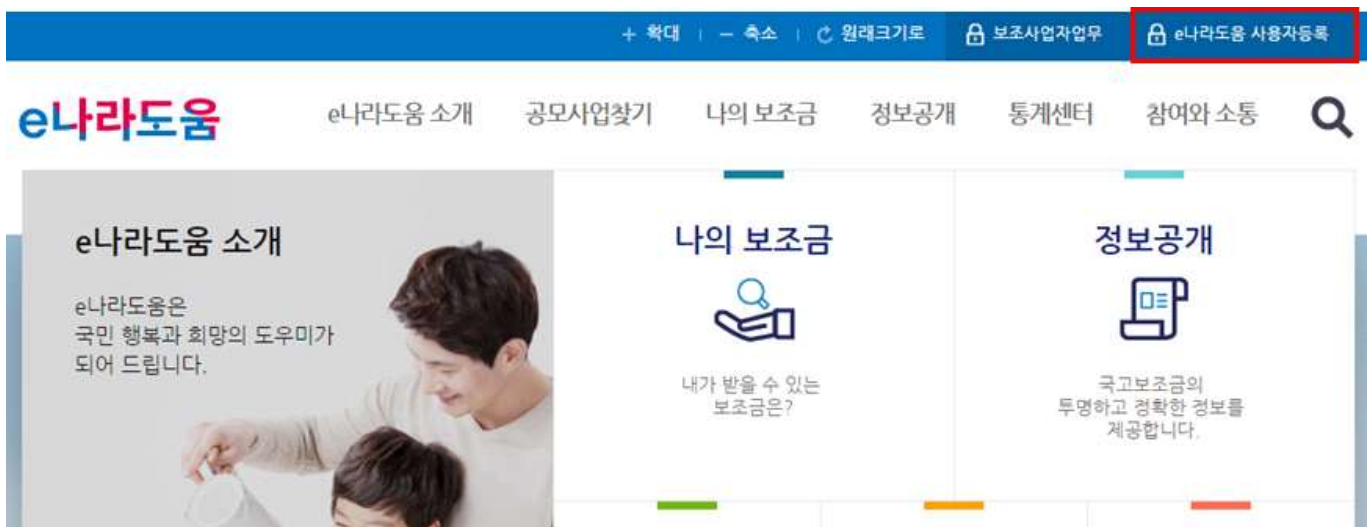 + 확대 | − 축소 | 원래크기로 보조사업자업무 e나라도움 사용자등록
e나라도움 e나라도움 소개 공모사업찾기 나의 보조금 정보공개 통계센터 참여와 소통
e나라도움 소개
e나라도움은
국민 행복과 희망의 도우미가
되어 드립니다.
나의 보조금
내가 받을 수 있는
보조금은?
정보공개
국고보조금의
투명하고 정확한 정보를
제공합니다.